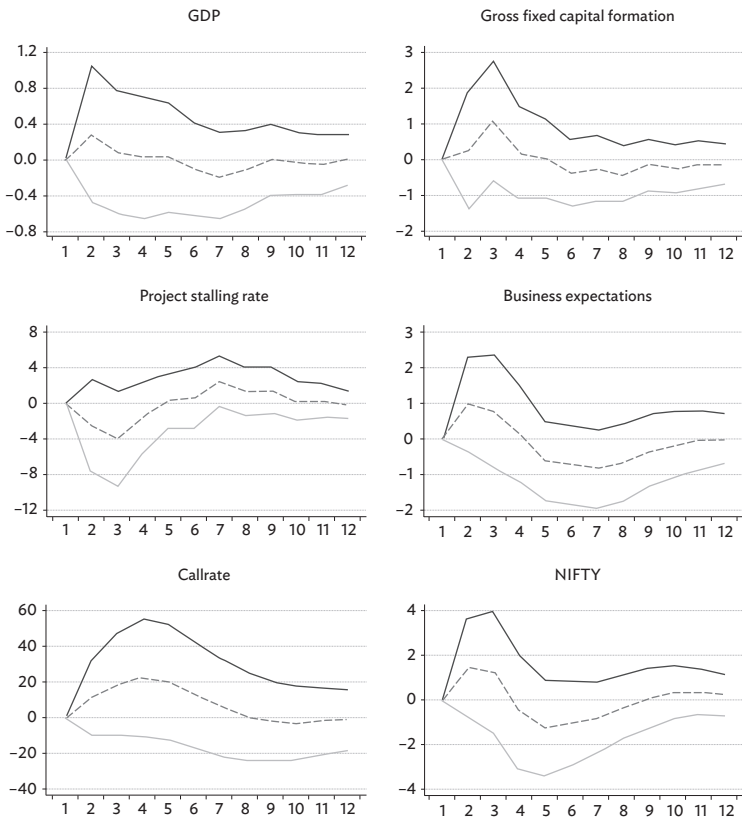 GDP
1.2
0.8
0.4
0.0
–0.4
–0.8
1 2 3 4 5 6 7 8 9 10 11 12
Gross fixed capital formation
3
2
1
0
–1
–2
1 2 3 4 5 6 7 8 9 10 11 12
Project stalling rate
8
4
0
–4
–8
–12
1 2 3 4 5 6 7 8 9 10 11 12
Business expectations
3
2
1
0
–1
–2
1 2 3 4 5 6 7 8 9 10 11 12
Callrate
60
40
20
0
–20
–40
1 2 3 4 5 6 7 8 9 10 11 12
NIFTY
4
2
0
–2
–4
1 2 3 4 5 6 7 8 9 10 11 12